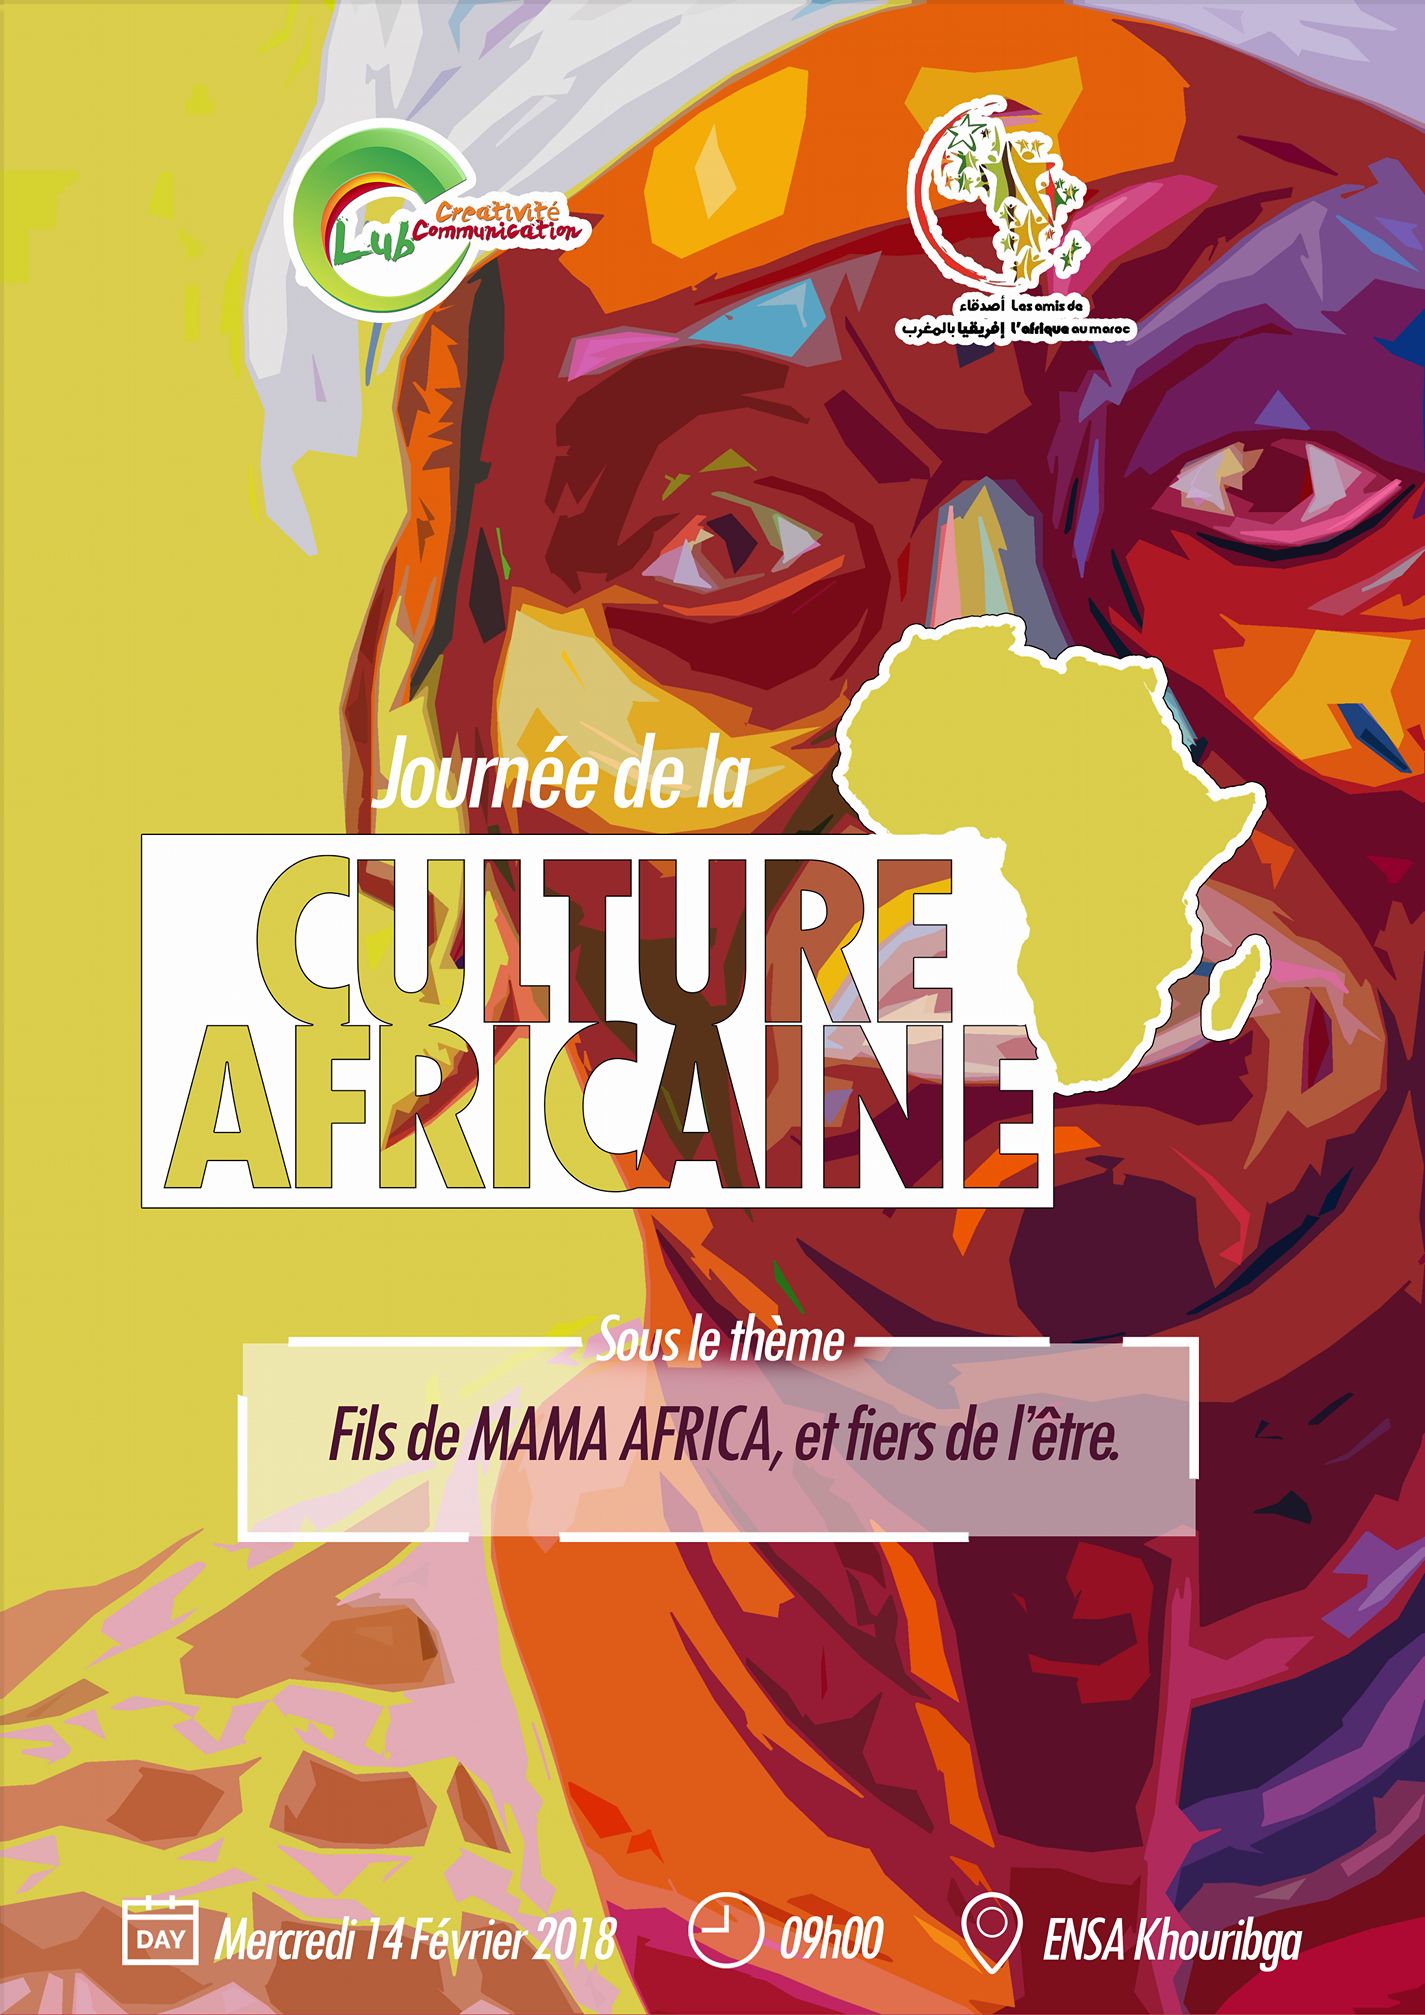 Club Creativité
Communication
أصدقاء Les amis de
إفريقيا بالمغرب l'afrique au maroc
Journée de la
CULTURE
AFRICAINE
Sous le thème
Fils de MAMA AFRICA, et fiers de l'être.
DAY Mercredi 14 Février 2018 09h00 ENSA Khouribga